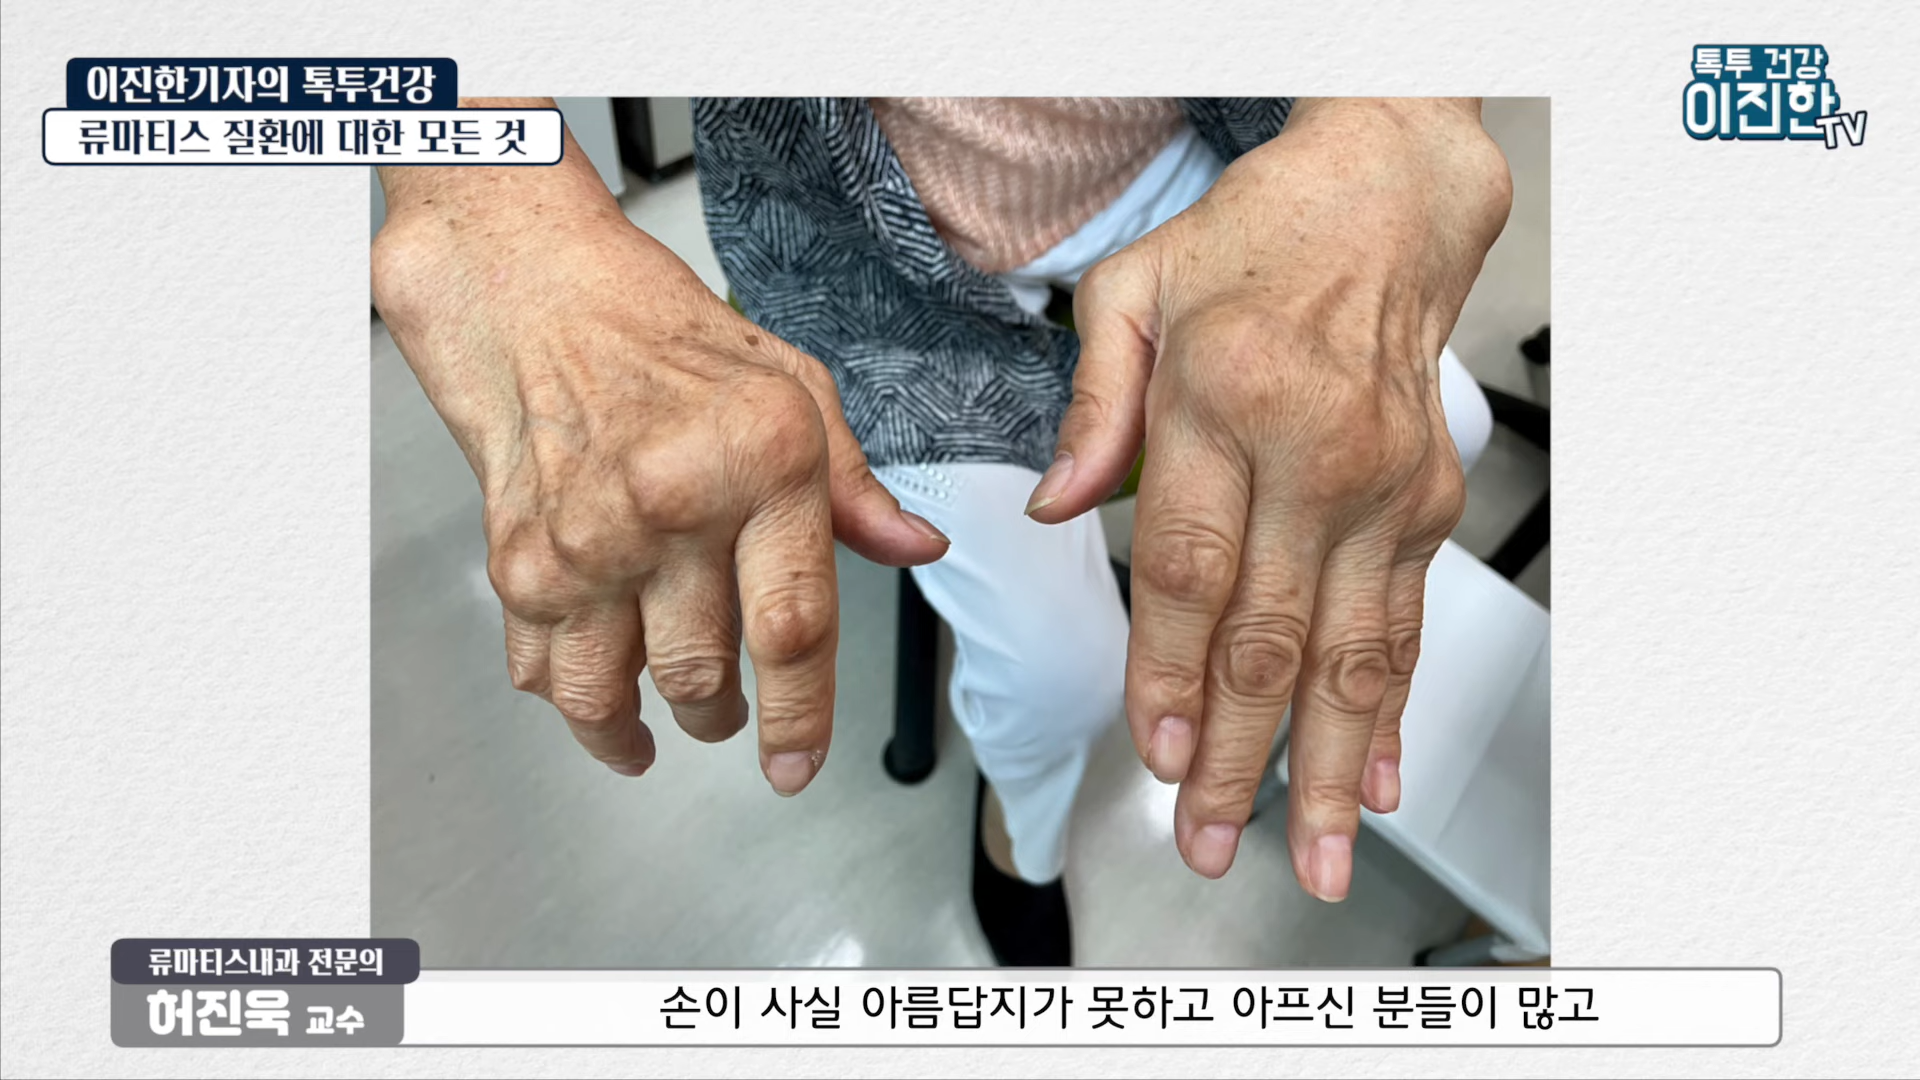 이진한기자의 톡투건강
류마티스 질환에 대한 모든 것
톡투 건강
이진한TV
류마티스내과 전문의
허진욱 교수
손이 사실 아름답지가 못하고 아프신 분들이 많고